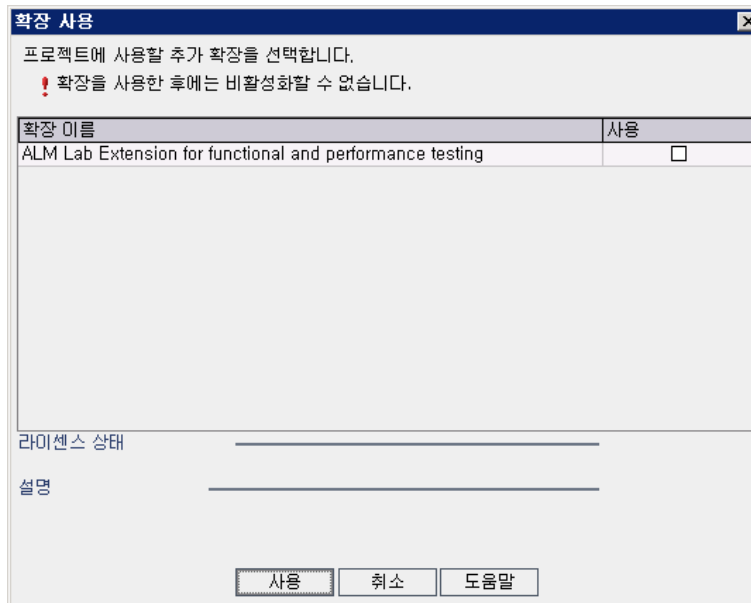 확장 사용
프로젝트에 사용할 추가 확장을 선택합니다.
확장을 사용한 후에는 비활성화할 수 없습니다.
확장 이름 사용
ALM Lab Extension for functional and performance testing
라이센스 상태
설명
사용 취소 도움말